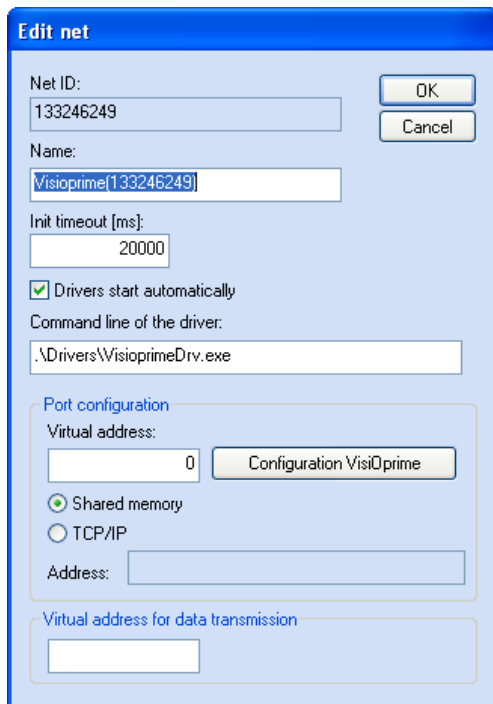 Edit net
Net ID:
133246249
OK
Cancel
Name:
Visioprime(133246249)
Init timeout [ms]:
20000
Drivers start automatically
Command line of the driver:
.\Drivers\VisioprimeDrv.exe
Port configuration
Virtual address:
0
Configuration VisiOprime
Shared memory
TCP/IP
Address:
Virtual address for data transmission